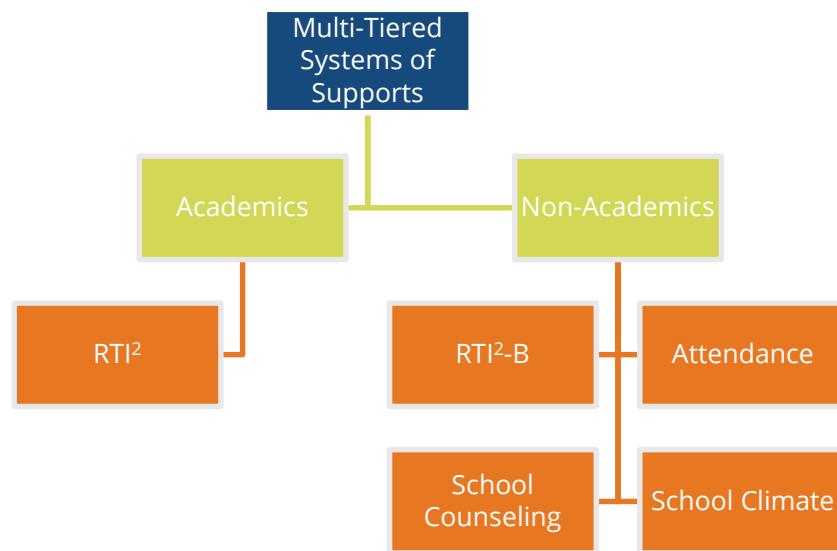 Multi-Tiered
Systems of
Supports
Academics
Non-Academics
RTI²
RTI²-B
Attendance
School
Counseling
School Climate